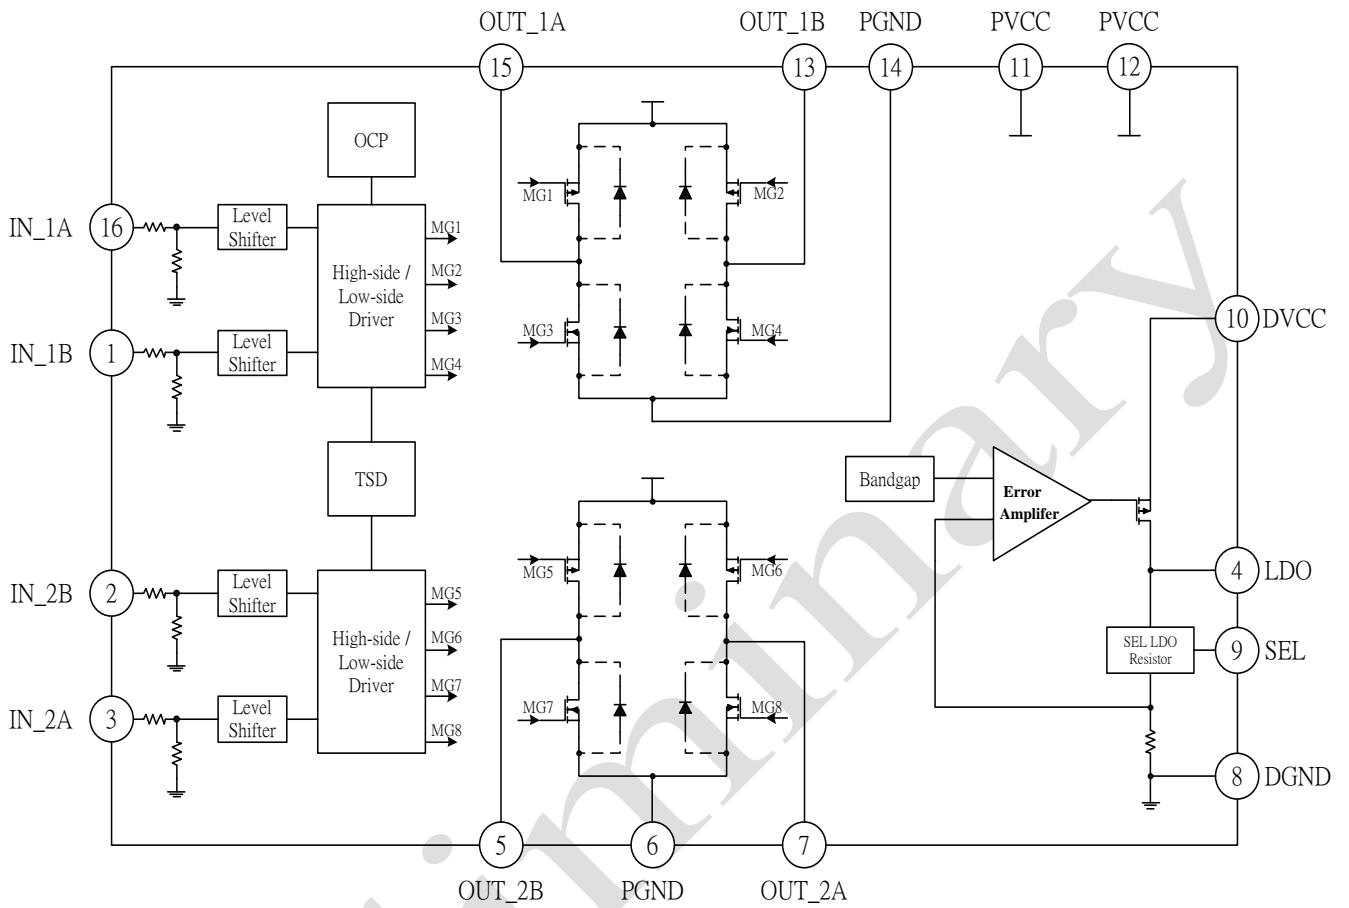 OUT_1A
OUT_1B
PGND
PVCC
PVCC
15
13
14
11
12
OCP
MG1
MG2
IN_1A
16
Level
Shifter
MG1
High-side /
Low-side
Driver
MG2
MG3
MG4
IN_1B
1
Level
Shifter
MG3
MG4
10
DVCC
TSD
Bandgap
Error
Amplifer
MG5
MG6
IN_2B
2
Level
Shifter
MG5
High-side /
Low-side
Driver
MG6
MG7
MG8
4
LDO
SEL LDO
Resistor
9
SEL
IN_2A
3
Level
Shifter
MG7
MG8
8
DGND
5
6
7
OUT_2B
PGND
OUT_2A